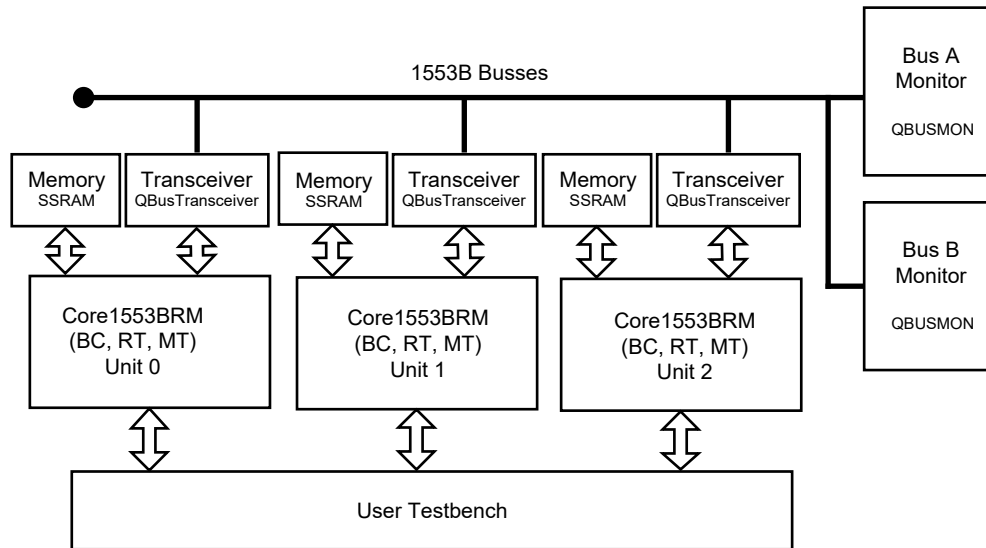 1553B Busses
Bus A
Monitor
QBUSMON
Memory
SSRAM
Transceiver
QBusTransceiver
Memory
SSRAM
Transceiver
QBusTransceiver
Memory
SSRAM
Transceiver
QBusTransceiver
Bus B
Monitor
QBUSMON
Core1553BRM
(BC, RT, MT)
Unit 0
Core1553BRM
(BC, RT, MT)
Unit 1
Core1553BRM
(BC, RT, MT)
Unit 2
User Testbench